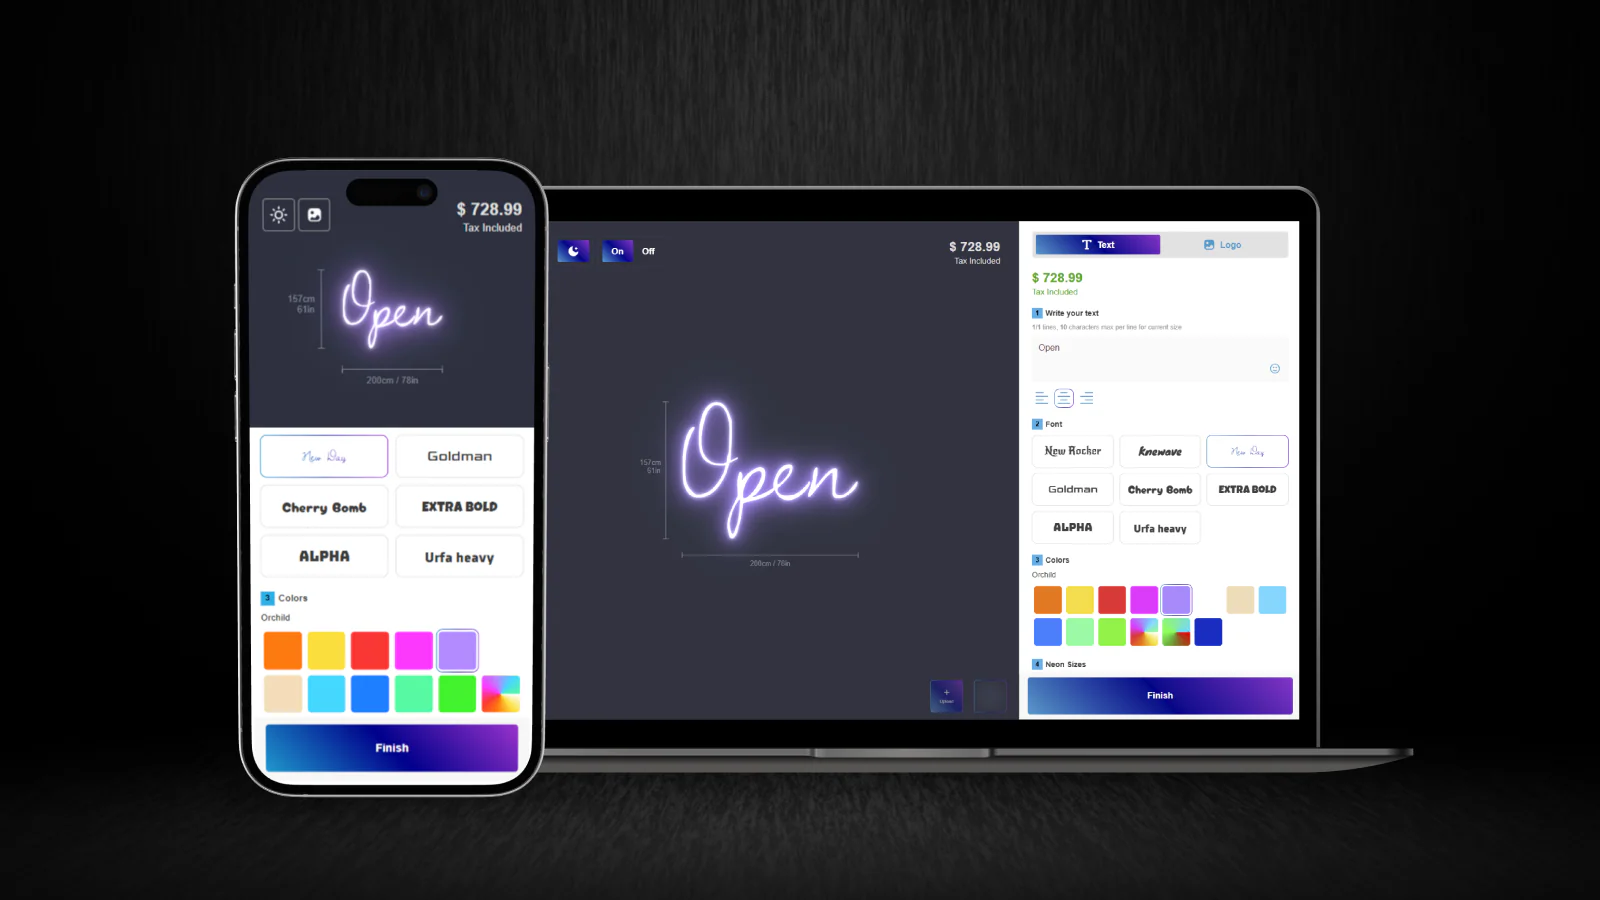 $ 728.99
Tax Included
Open
157cm
61in
200cm / 78in
New Day
Goldman
Cherry Bomb
EXTRA BOLD
ALPHA
Urfa heavy
3 Colors
Orchild
Finish
On Off
$ 728.99
Tax Included
Open
157cm
61in
200cm / 78in
+
Upload
Text
Logo
$ 728.99
Tax Included
1 Write your text
1/1 lines, 10 characters max per line for current size
Open
2 Font
New Rocker
Knewave
New Day
Goldman
Cherry Bomb
EXTRA BOLD
ALPHA
Urfa heavy
3 Colors
Orchild
4 Neon Sizes
Finish